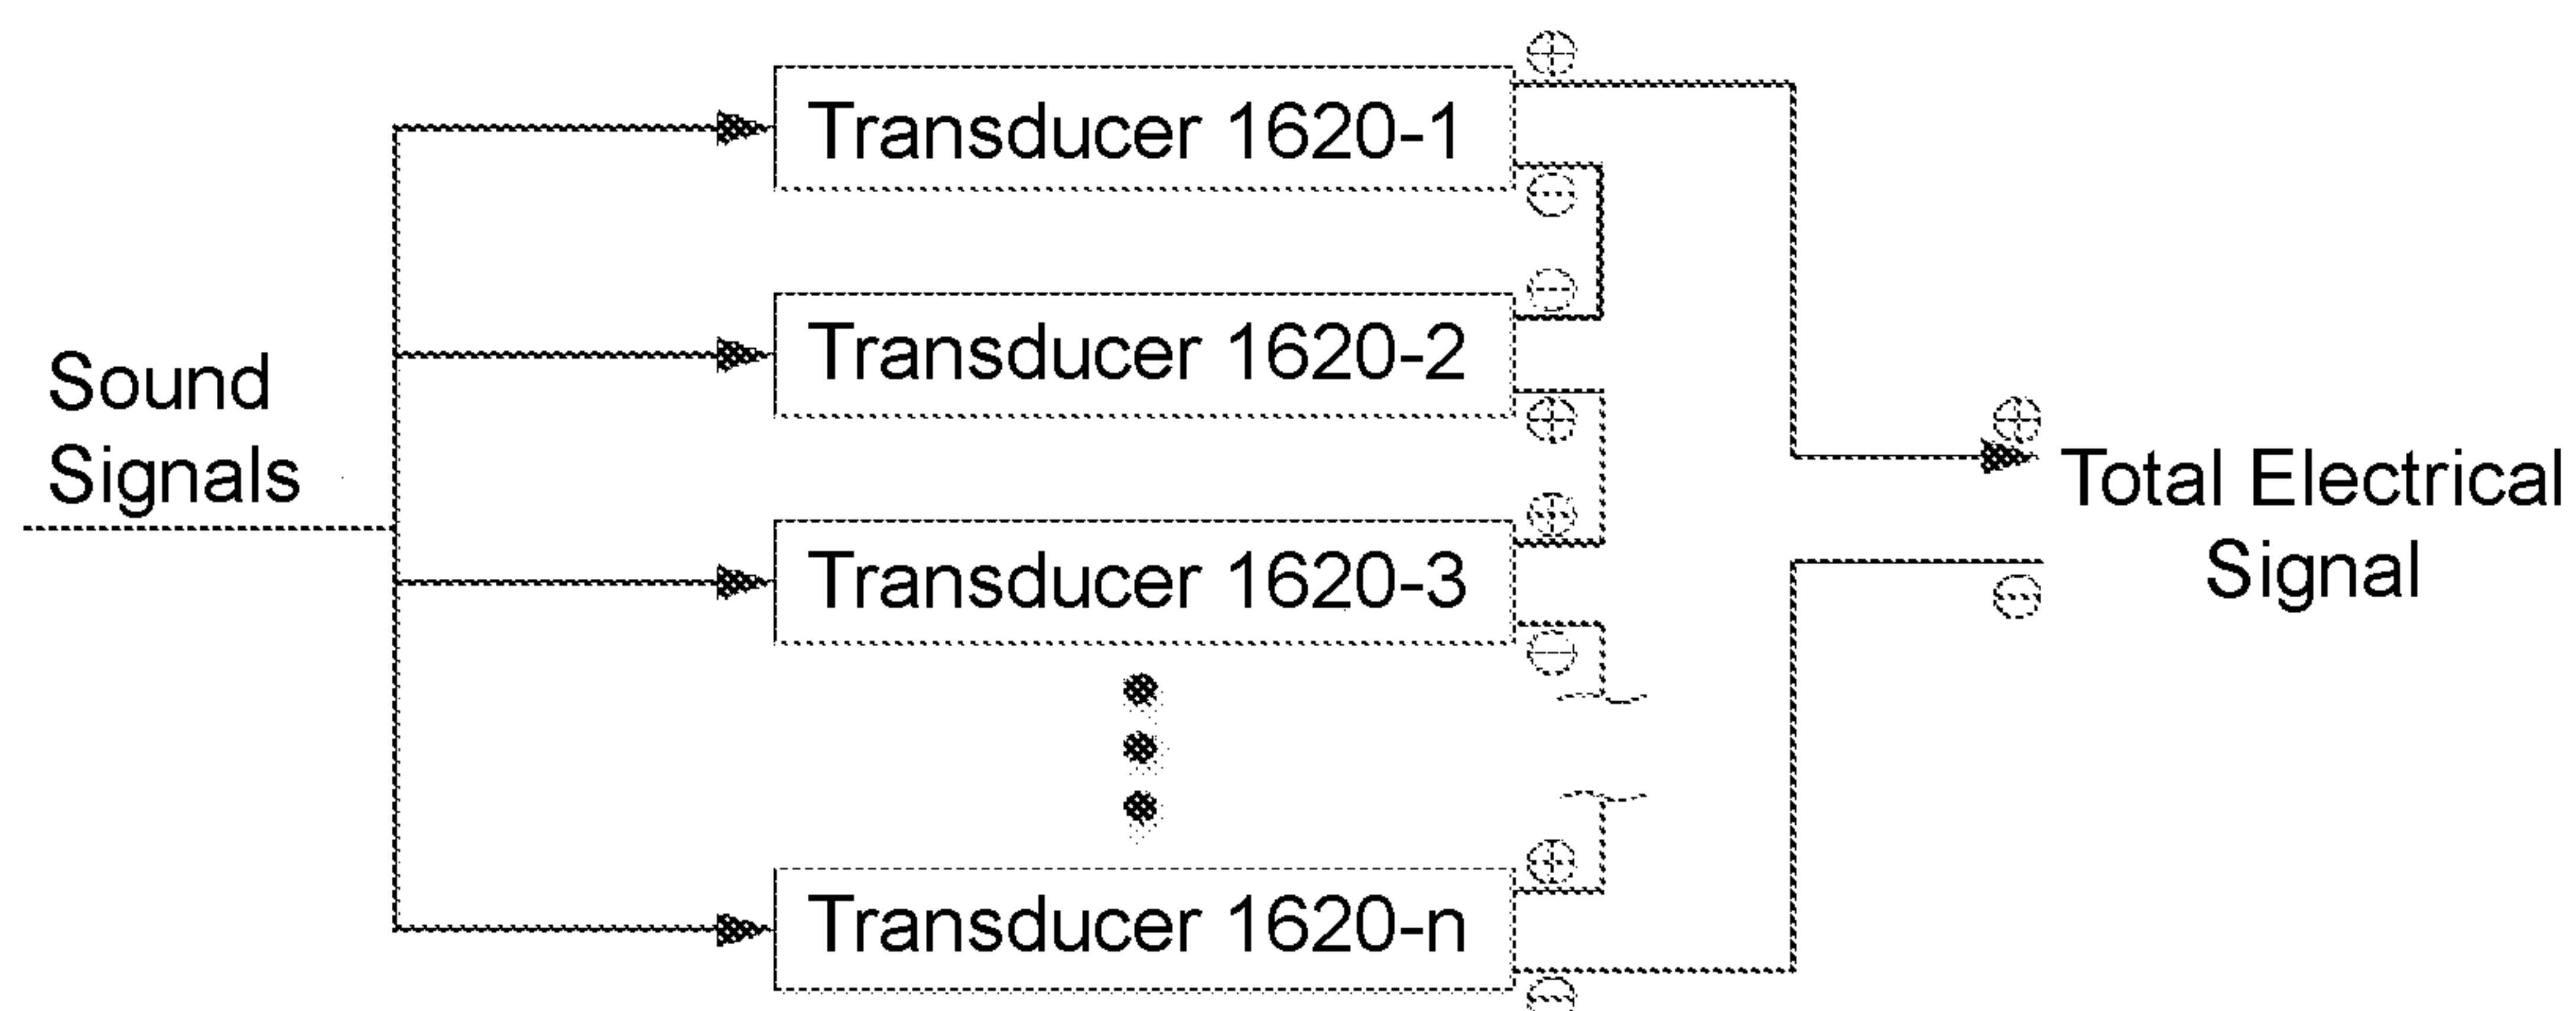 Transducer 1620-1
Transducer 1620-2
Sound
Signals
Transducer 1620-3
Total Electrical
Signal
Transducer 1620-n